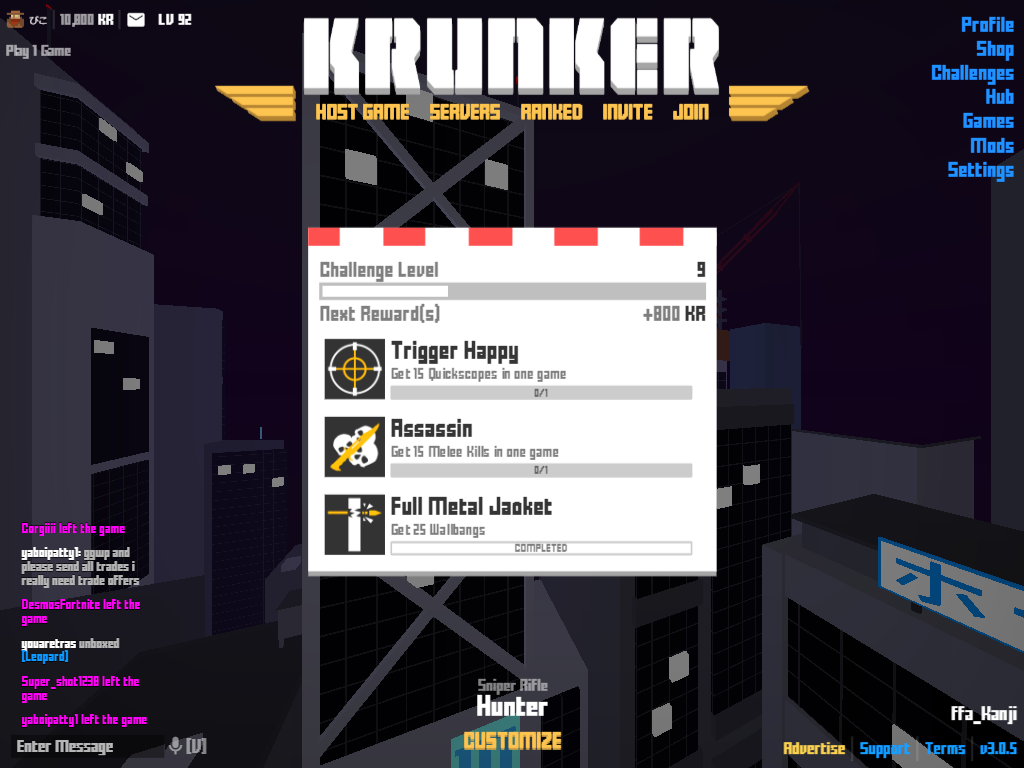 ぴこ 10,800 KR LV 92
Play 1 Game
KRUNKER
HOST GAME SERVERS RANKED INVITE JOIN
Profile
Shop
Challenges
Hub
Games
Mods
Settings
Challenge Level 9
Next Reward(s) +800 KR
Trigger Happy
Get 15 Quickscopes in one game
0/1
Assassin
Get 15 Melee Kills in one game
0/1
Full Metal Jacket
Get 25 Wallbangs
COMPLETED
Corgiiii left the game
yaboipatty1: ggwp and
please send all trades i
really need trade offers
DesmosFortnite left the
game
youaretras unboxed
[Leopard]
Super_shot1238 left the
game
yaboipatty1 left the game
Enter Message [V]
Sniper Rifle
Hunter
CUSTOMIZE
ホ
ffa_Kanji
Advertise Support Terms v3.0.5